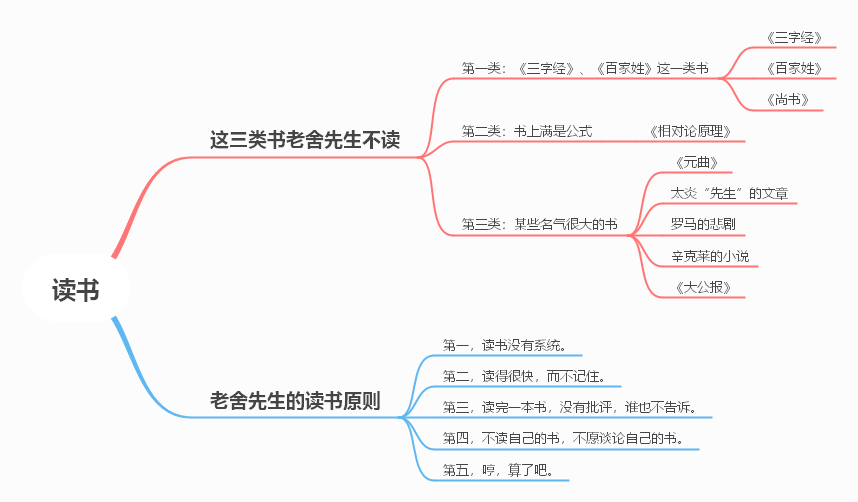 读书
这三类书老舍先生不读
第一类：《三字经》、《百家姓》这一类书
《三字经》
《百家姓》
《尚书》
第二类：书上满是公式
《相对论原理》
第三类：某些名气很大的书
《元曲》
太炎“先生”的文章
罗马的悲剧
辛克莱的小说
《大公报》
老舍先生的读书原则
第一，读书没有系统。
第二，读得很快，而不记住。
第三，读完一本书，没有批评，谁也不告诉。
第四，不读自己的书，不愿谈论自己的书。
第五，哼，算了吧。